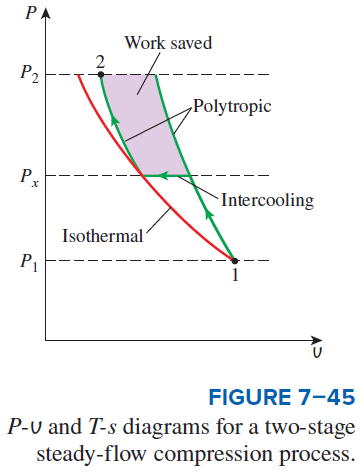 P
Work saved
2
P2
Polytropic
Px
Intercooling
Isothermal
P1
1
υ
FIGURE 7–45
P-υ and T-s diagrams for a two-stage
steady-flow compression process.